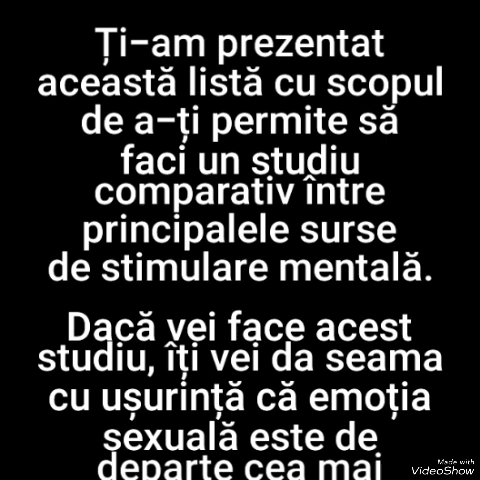 Ți-am prezentat
această listă cu scopul
de a-ți permite să
faci un studiu
comparativ între
principalele surse
de stimulare mentală.
Dacă vei face acest
studiu, îți vei da seama
cu ușurință că emoția
sexuală este de
departe cea mai
Made with
VideoShow